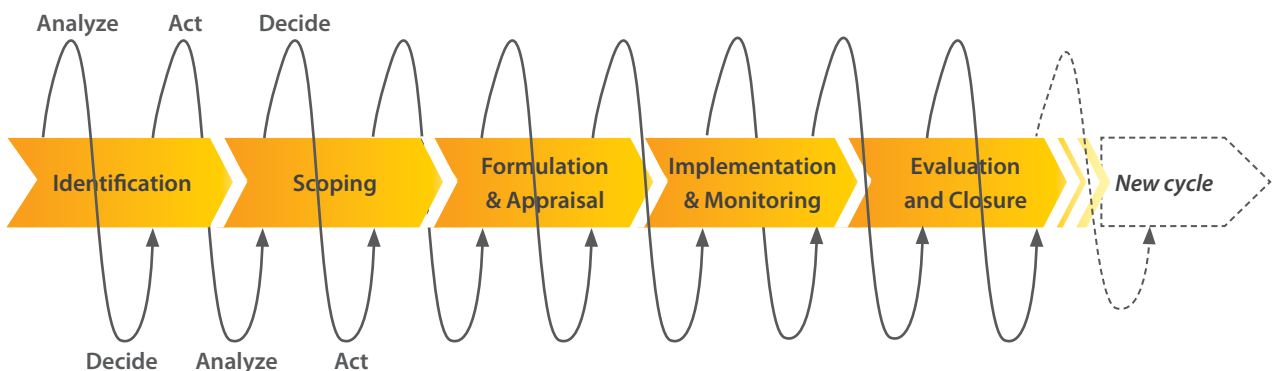 Analyze Act Decide
Identification
Scoping
Formulation
& Appraisal
Implementation
& Monitoring
Evaluation
and Closure
New cycle
Decide Analyze Act